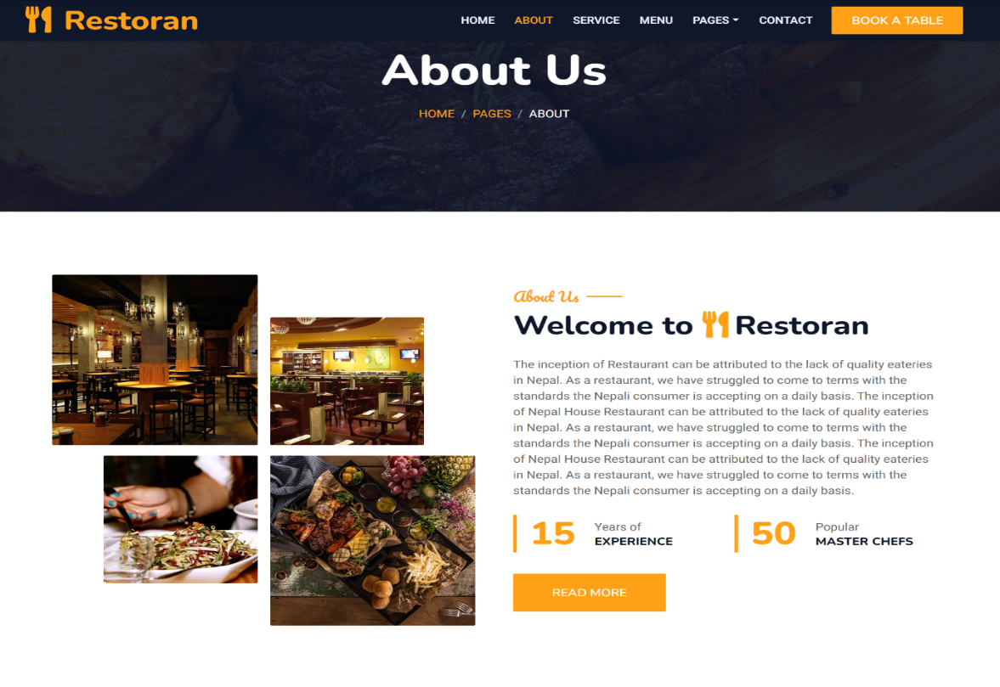 Restoran
HOME ABOUT SERVICE MENU PAGES CONTACT BOOK A TABLE
About Us
HOME / PAGES / ABOUT
About Us
Welcome to Restoran
The inception of Restaurant can be attributed to the lack of quality eateries
in Nepal. As a restaurant, we have struggled to come to terms with the
standards the Nepali consumer is accepting on a daily basis. The inception
of Nepal House Restaurant can be attributed to the lack of quality eateries
in Nepal. As a restaurant, we have struggled to come to terms with the
standards the Nepali consumer is accepting on a daily basis. The inception
of Nepal House Restaurant can be attributed to the lack of quality eateries
in Nepal. As a restaurant, we have struggled to come to terms with the
standards the Nepali consumer is accepting on a daily basis.
15 Years of
EXPERIENCE
50 Popular
MASTER CHEFS
READ MORE